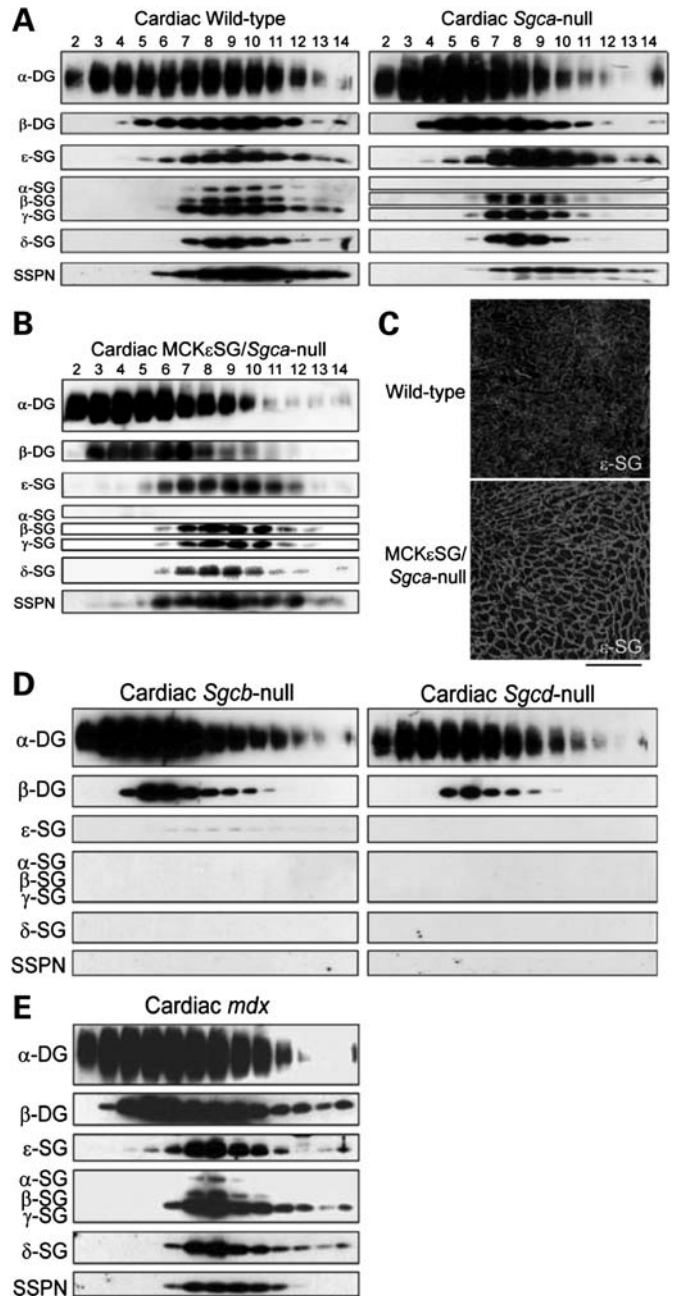 A
Cardiac Wild-type
2 3 4 5 6 7 8 9 10 11 12 13 14
α-DG
β-DG
ε-SG
α-SG
β-SG
γ-SG
δ-SG
SSPN
Cardiac Sgca-null
2 3 4 5 6 7 8 9 10 11 12 13 14
B
Cardiac MCKεSG/Sgca-null
2 3 4 5 6 7 8 9 10 11 12 13 14
α-DG
β-DG
ε-SG
α-SG
β-SG
γ-SG
δ-SG
SSPN
C
Wild-type
ε-SG
MCKεSG/
Sgca-null
ε-SG
D
Cardiac Sgcb-null
Cardiac Sgcd-null
α-DG
β-DG
ε-SG
α-SG
β-SG
γ-SG
δ-SG
SSPN
E
Cardiac mdx
α-DG
β-DG
ε-SG
α-SG
β-SG
γ-SG
δ-SG
SSPN